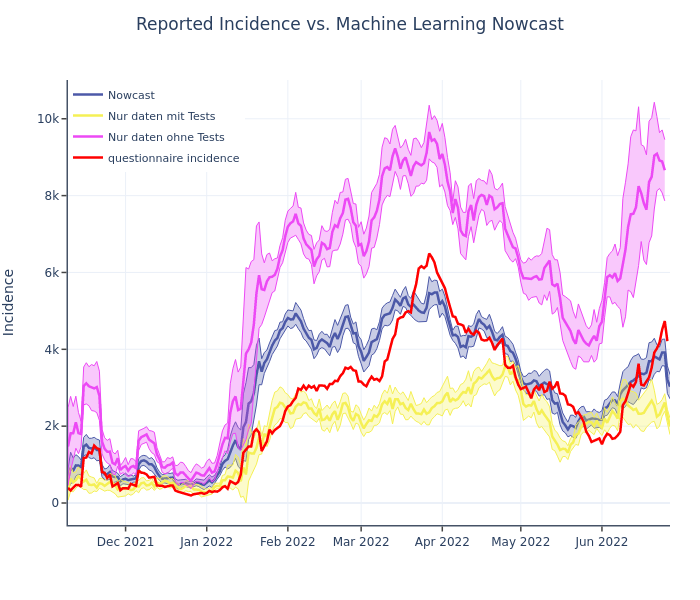 Reported Incidence vs. Machine Learning Nowcast
Nowcast
Nur daten mit Tests
Nur daten ohne Tests
questionnaire incidence
Incidence
10k
8k
6k
4k
2k
0
Dec 2021
Jan 2022
Feb 2022
Mar 2022
Apr 2022
May 2022
Jun 2022